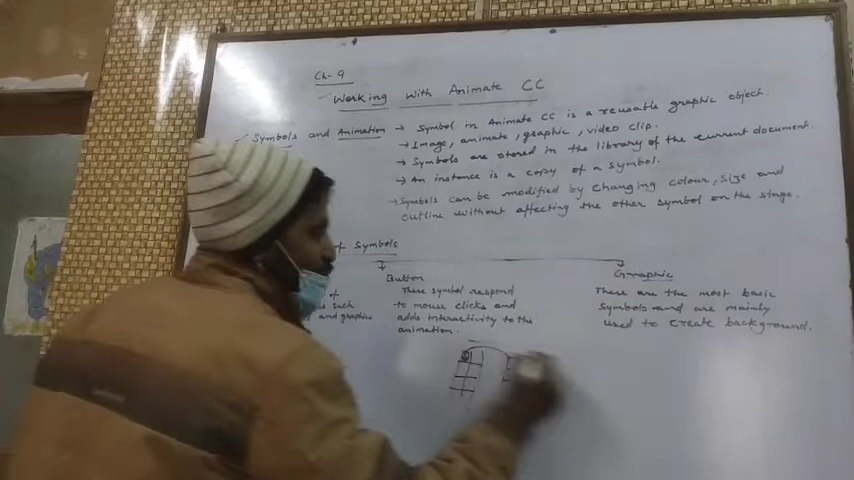 Ch- 9
Working With Animate CC
Symbols and Animation → Symbol in Animate CC is a reusable graphic object.
→ Image, animate, graphic, video clip.
→ Symbols are stored in the library of the current document.
→ An instance is a copy of a symbol.
→ Symbols can be modified by changing colour, size and
outline without affecting the other symbol on the stage.
Symbols
Button
These symbol respond
to mouse clicks and
adds interactivity to the
animation.
such
and graphic
Graphic
These are the most basic
symbols and are mainly
used to create background.